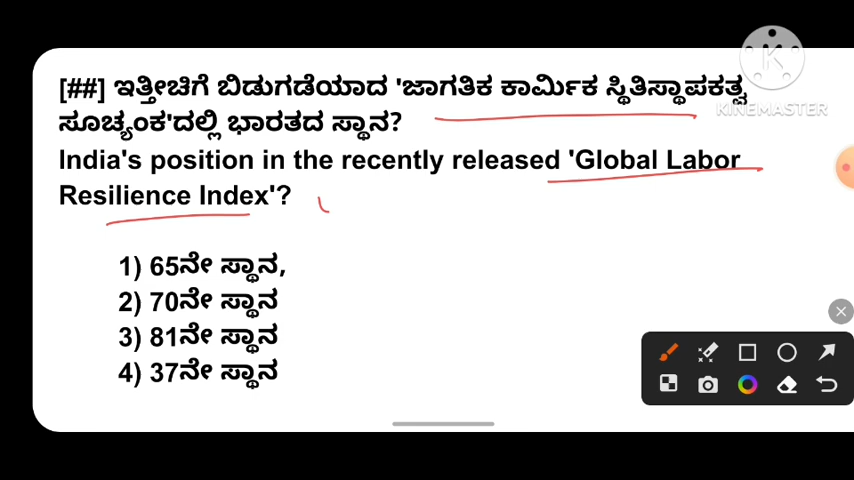 [##] ಇತ್ತೀಚಿಗೆ ಬಿಡುಗಡೆಯಾದ 'ಜಾಗತಿಕ ಕಾರ್ಮಿಕ ಸ್ಥಿತಿಸ್ಥಾಪಕತ್ವ
ಸೂಚ್ಯಂಕ'ದಲ್ಲಿ ಭಾರತದ ಸ್ಥಾನ?
India's position in the recently released 'Global Labor
Resilience Index'?
1) 65ನೇ ಸ್ಥಾನ,
2) 70ನೇ ಸ್ಥಾನ
3) 81ನೇ ಸ್ಥಾನ
4) 37ನೇ ಸ್ಥಾನ
KINEMASTER